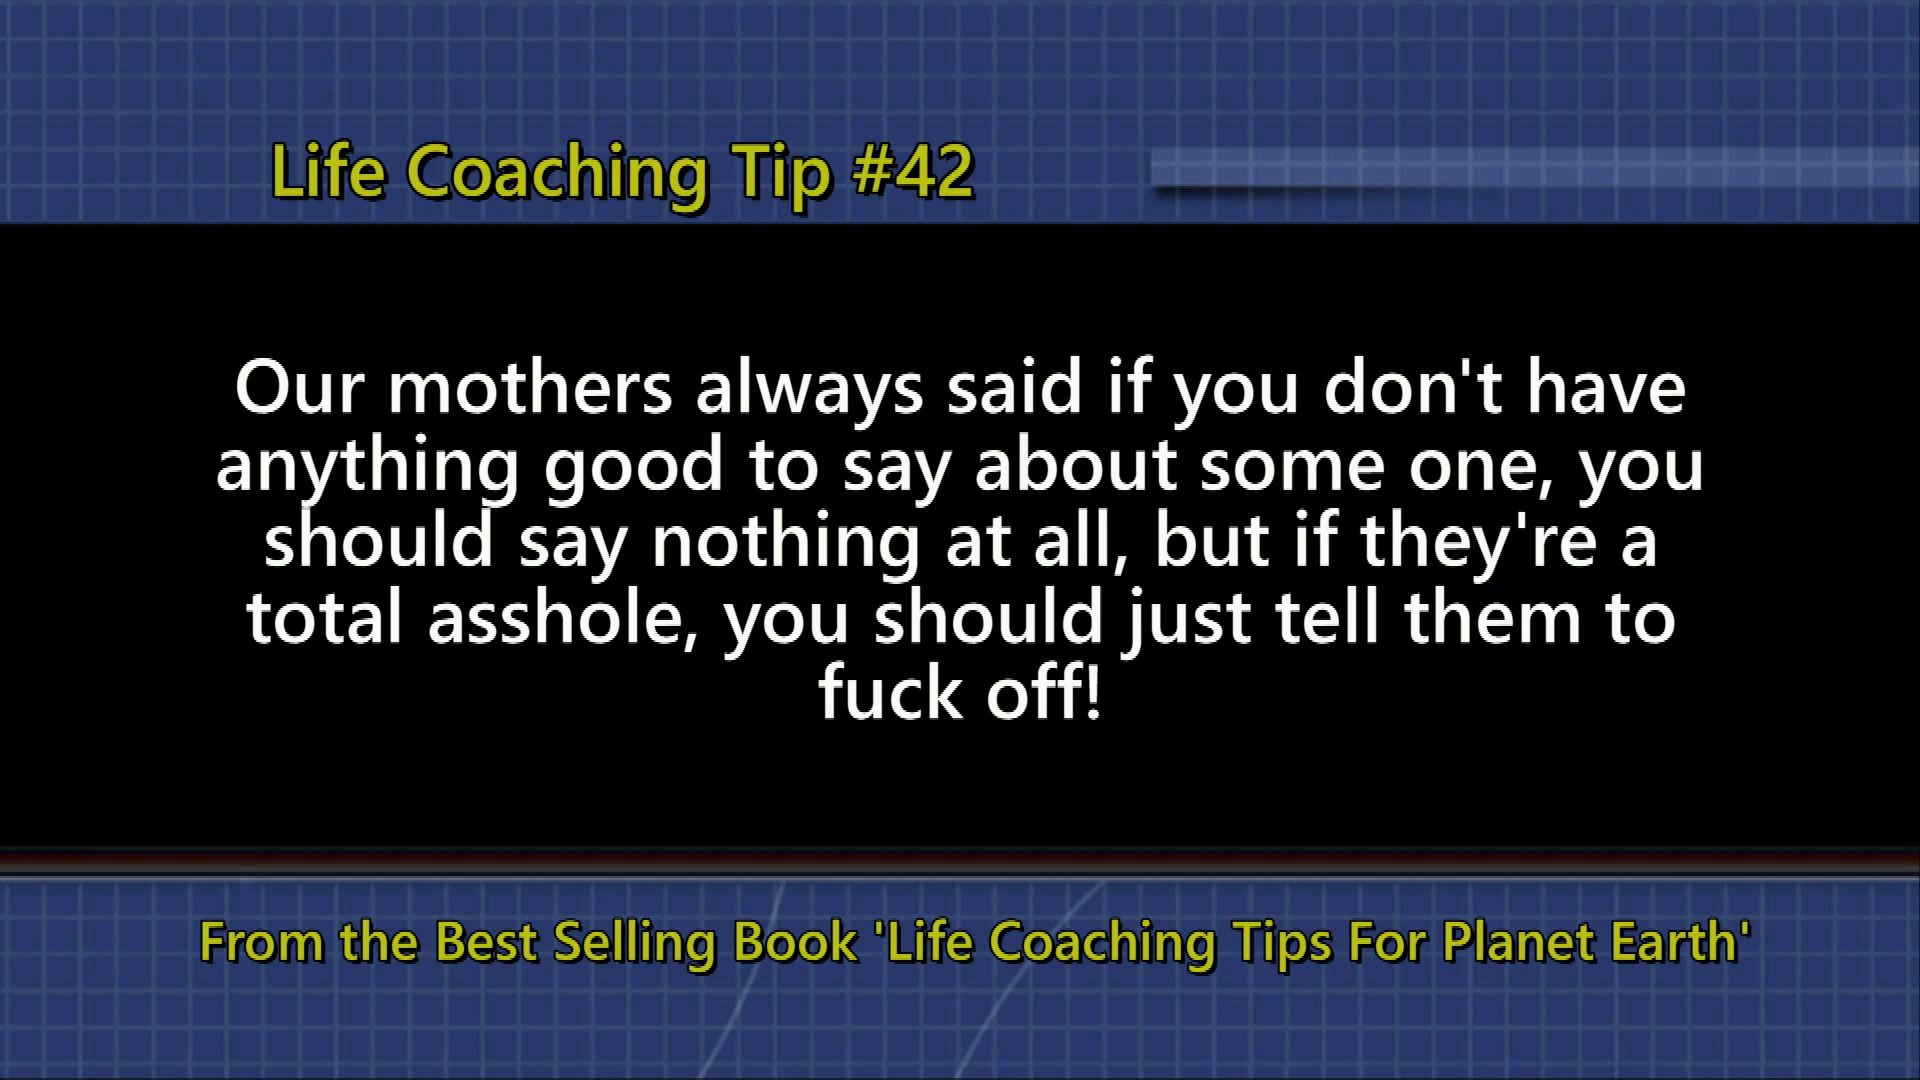 Life Coaching Tip #42
Our mothers always said if you don't have
anything good to say about some one, you
should say nothing at all, but if they're a
total asshole, you should just tell them to
fuck off!
From the Best Selling Book 'Life Coaching Tips For Planet Earth'